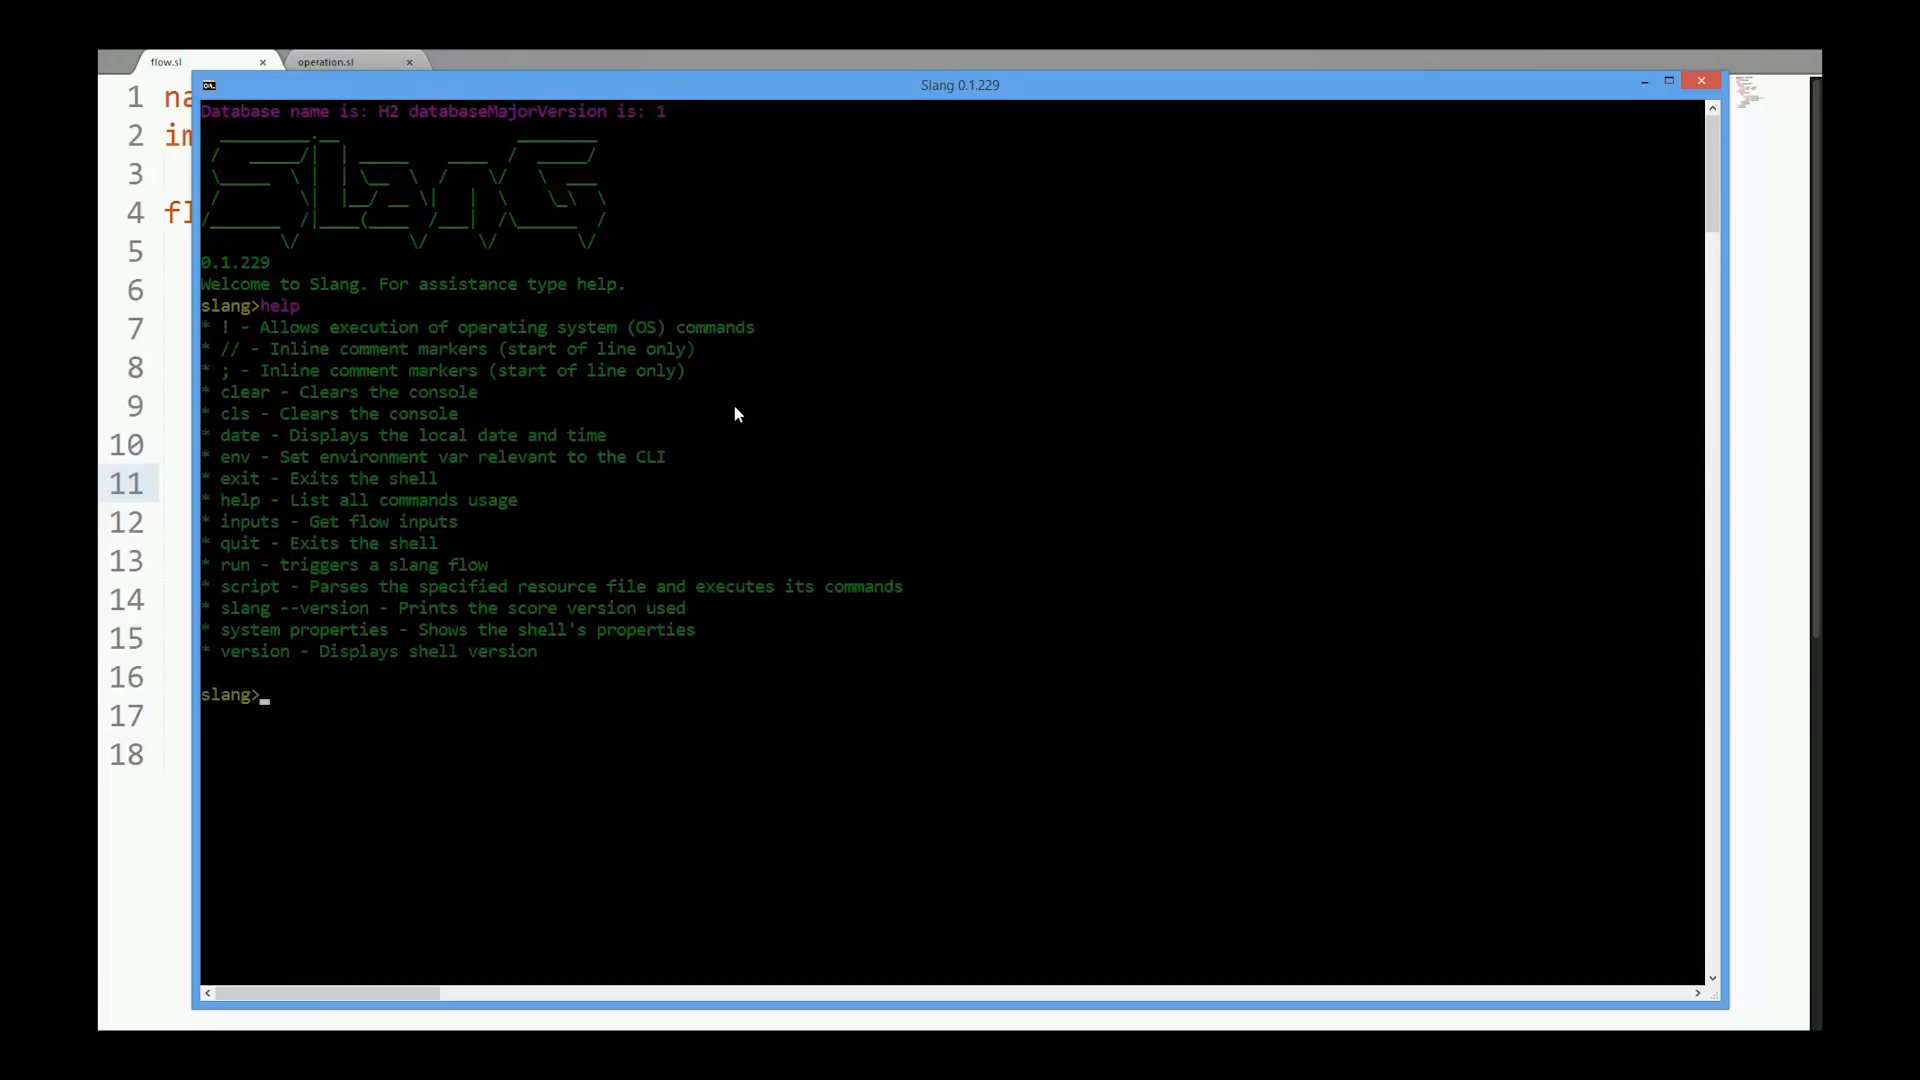 flow.sl
operation.sl
Slang 0.1.229
1 na
2 im
3
4 fl
5
6
7
8
9
10
11
12
13
14
15
16
17
18
Database name is: H2 databaseMajorVersion is: 1
SlanG
0.1.229
Welcome to Slang. For assistance type help.
slang>help
* ! - Allows execution of operating system (OS) commands
* // - Inline comment markers (start of line only)
* ; - Inline comment markers (start of line only)
* clear - Clears the console
* cls - Clears the console
* date - Displays the local date and time
* env - Set environment var relevant to the CLI
* exit - Exits the shell
* help - List all commands usage
* inputs - Get flow inputs
* quit - Exits the shell
* run - triggers a slang flow
* script - Parses the specified resource file and executes its commands
* slang --version - Prints the score version used
* system properties - Shows the shell's properties
* version - Displays shell version
slang>